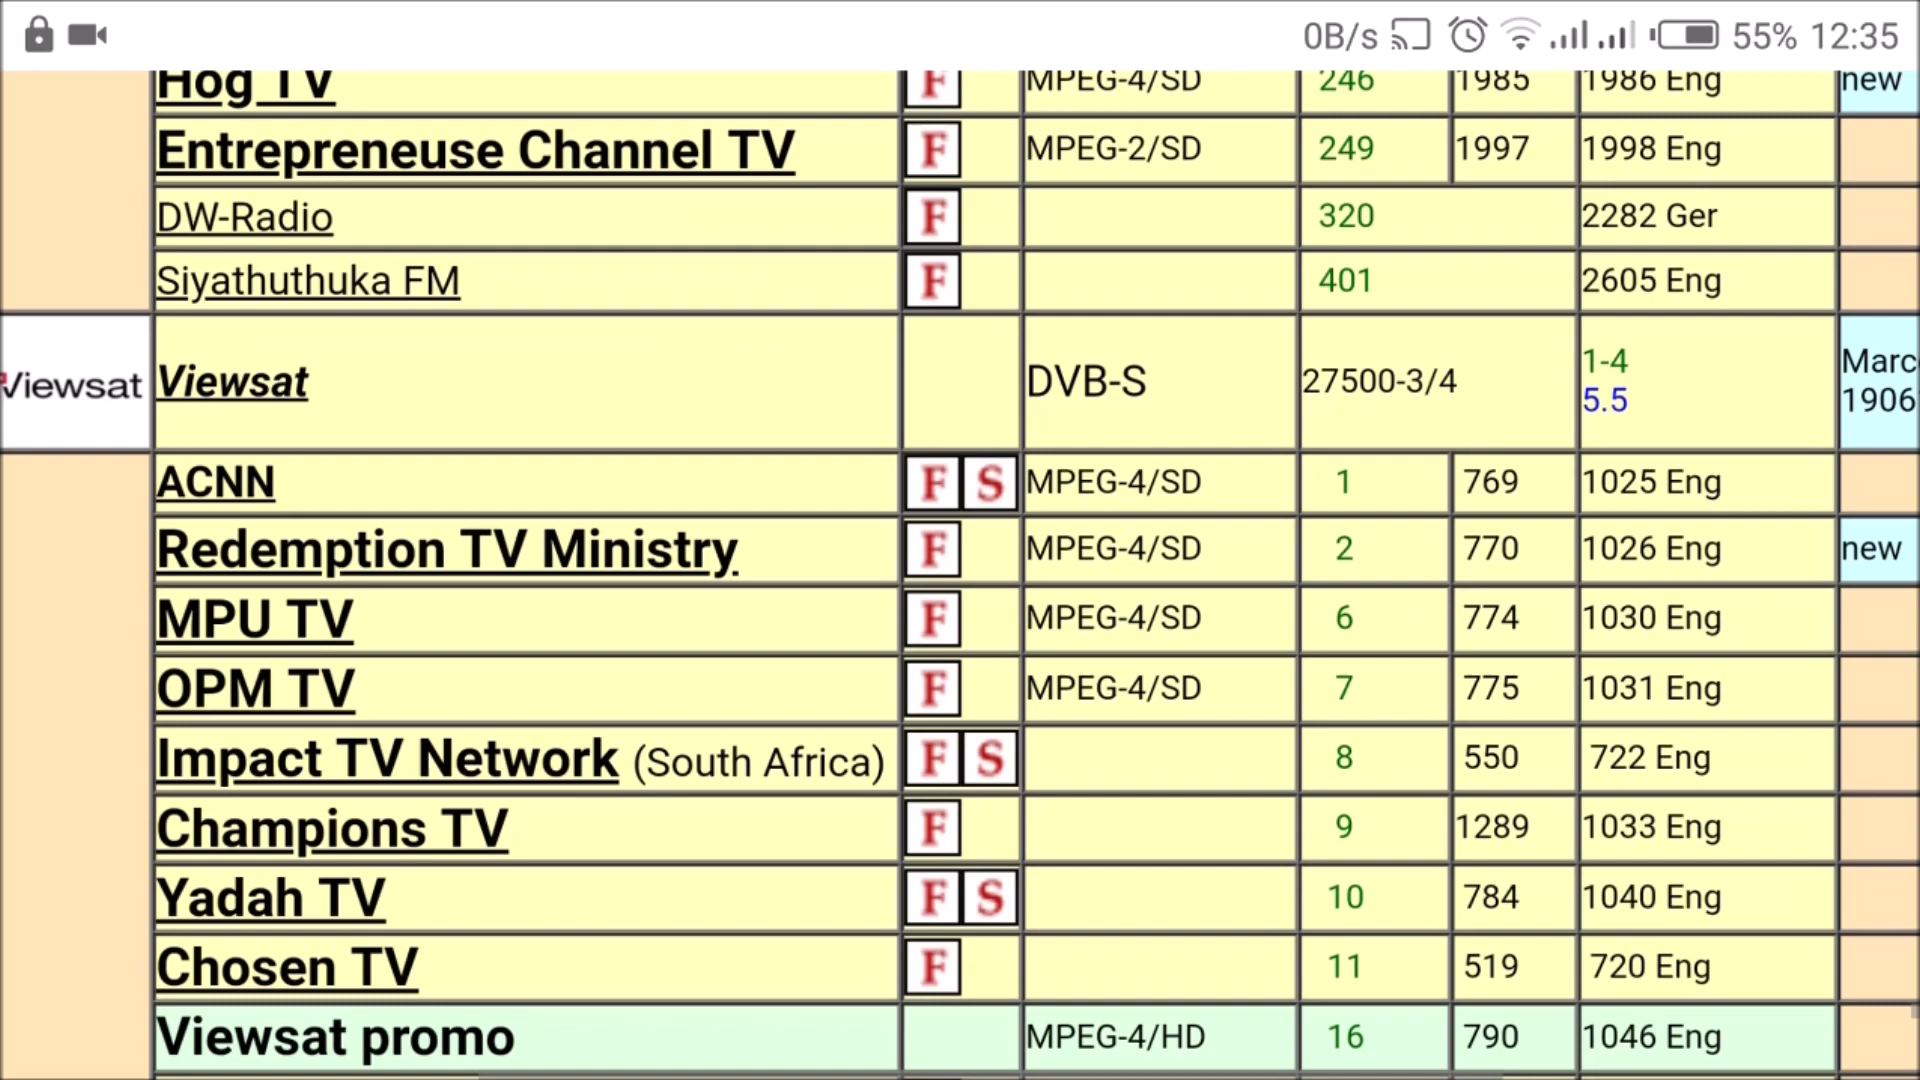 0B/s 55% 12:35
Hog TV F MPEG-4/SD 246 1985 1986 Eng new
Entrepreneuse Channel TV F MPEG-2/SD 249 1997 1998 Eng
DW-Radio F 320 2282 Ger
Siyathuthuka FM F 401 2605 Eng
Viewsat Viewsat DVB-S 27500-3/4 1-4 Marc
5.5 1906
ACNN F S MPEG-4/SD 1 769 1025 Eng
Redemption TV Ministry F MPEG-4/SD 2 770 1026 Eng new
MPU TV F MPEG-4/SD 6 774 1030 Eng
OPM TV F MPEG-4/SD 7 775 1031 Eng
Impact TV Network (South Africa) F S 8 550 722 Eng
Champions TV F 9 1289 1033 Eng
Yadah TV F S 10 784 1040 Eng
Chosen TV F 11 519 720 Eng
Viewsat promo MPEG-4/HD 16 790 1046 Eng